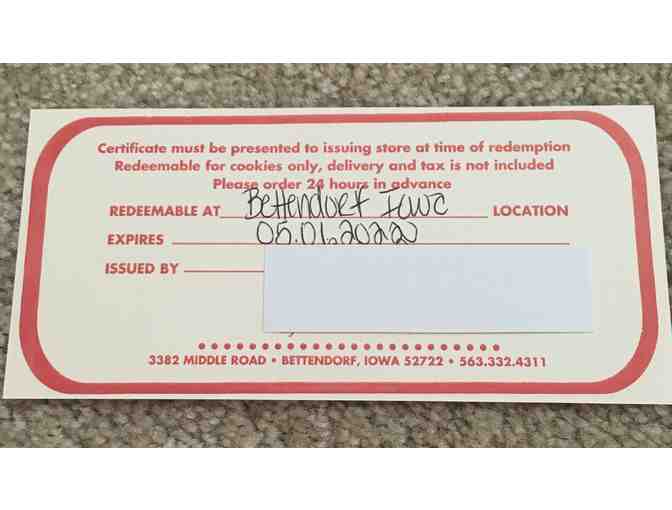 Certificate must be presented to issuing store at time of redemption
Redeemable for cookies only, delivery and tax is not included
Please order 24 hours in advance
REDEEMABLE AT Bettendorf Iowa LOCATION
EXPIRES 05.01.2022
ISSUED BY
3382 MIDDLE ROAD • BETTENDORF, IOWA 52722 • 563.332.4311